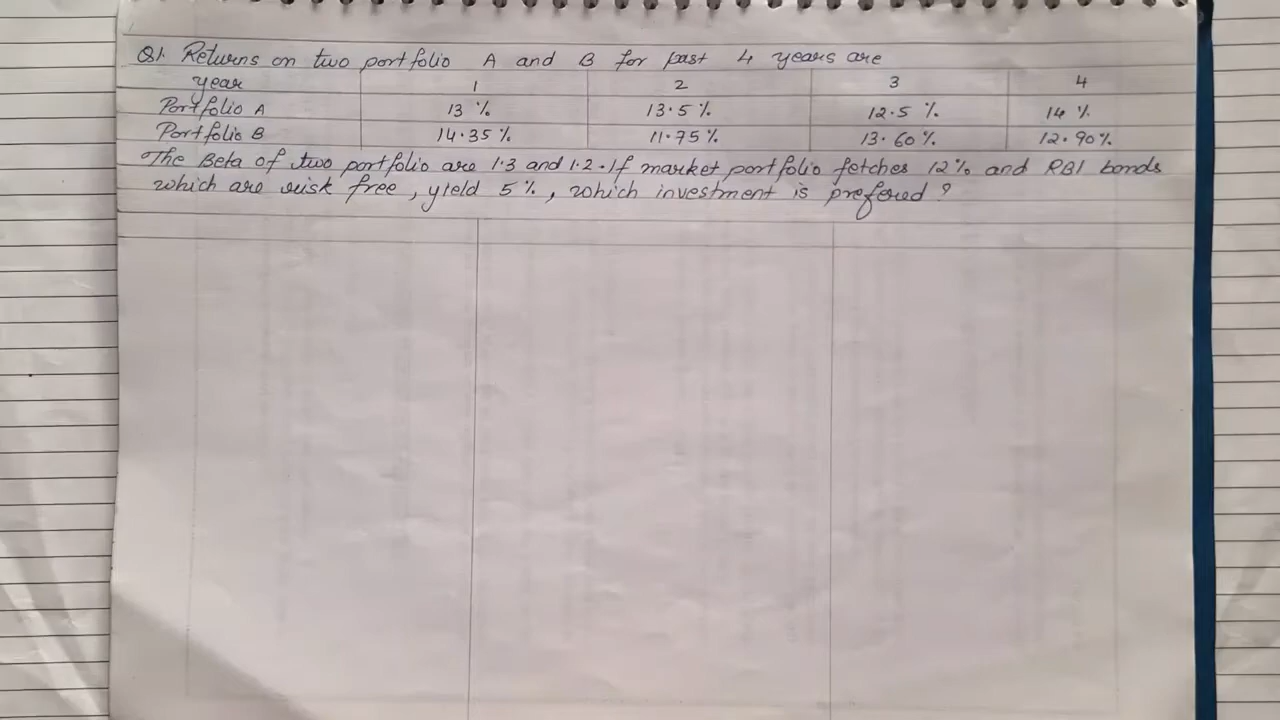 Q1. Returns on two portfolio A and B for past 4 years are
year 1 2 3 4
Portfolio A 13 % 13.5 % 12.5 % 14 %
Portfolio B 14.35 % 11.75 % 13.60 % 12.90 %
The Beta of two portfolio are 1.3 and 1.2. If market portfolio fetches 12% and RBI bonds
which are risk free, yield 5 %, which investment is prefered ?